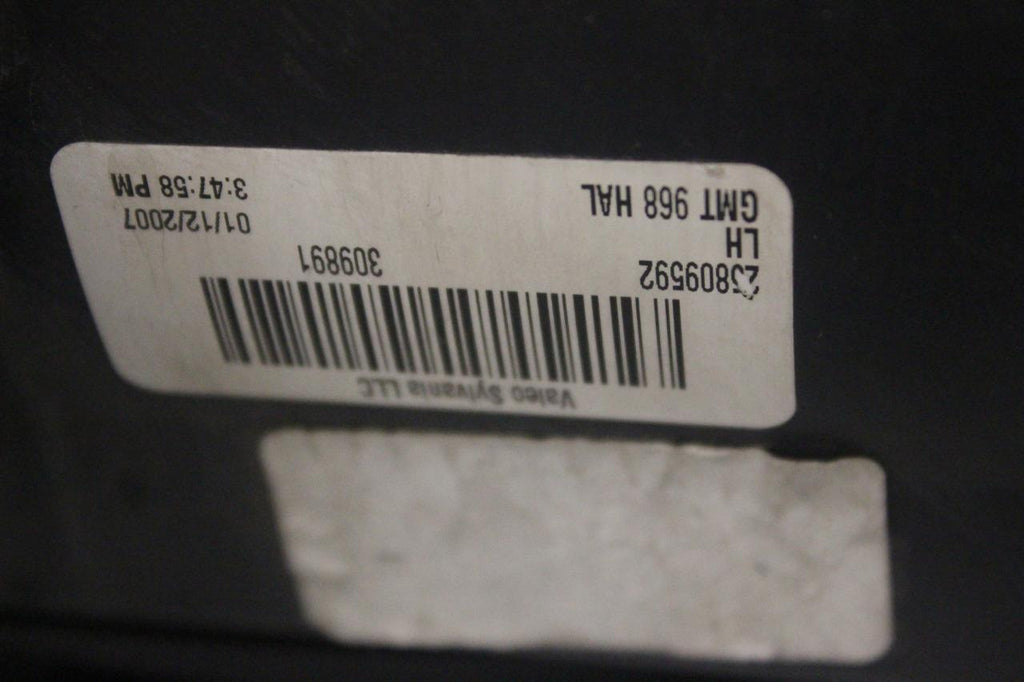 Valeo Sylvania LLC
25809592 309891
LH
01/12/2007
GMT 968 HAL
3:47:58 PM